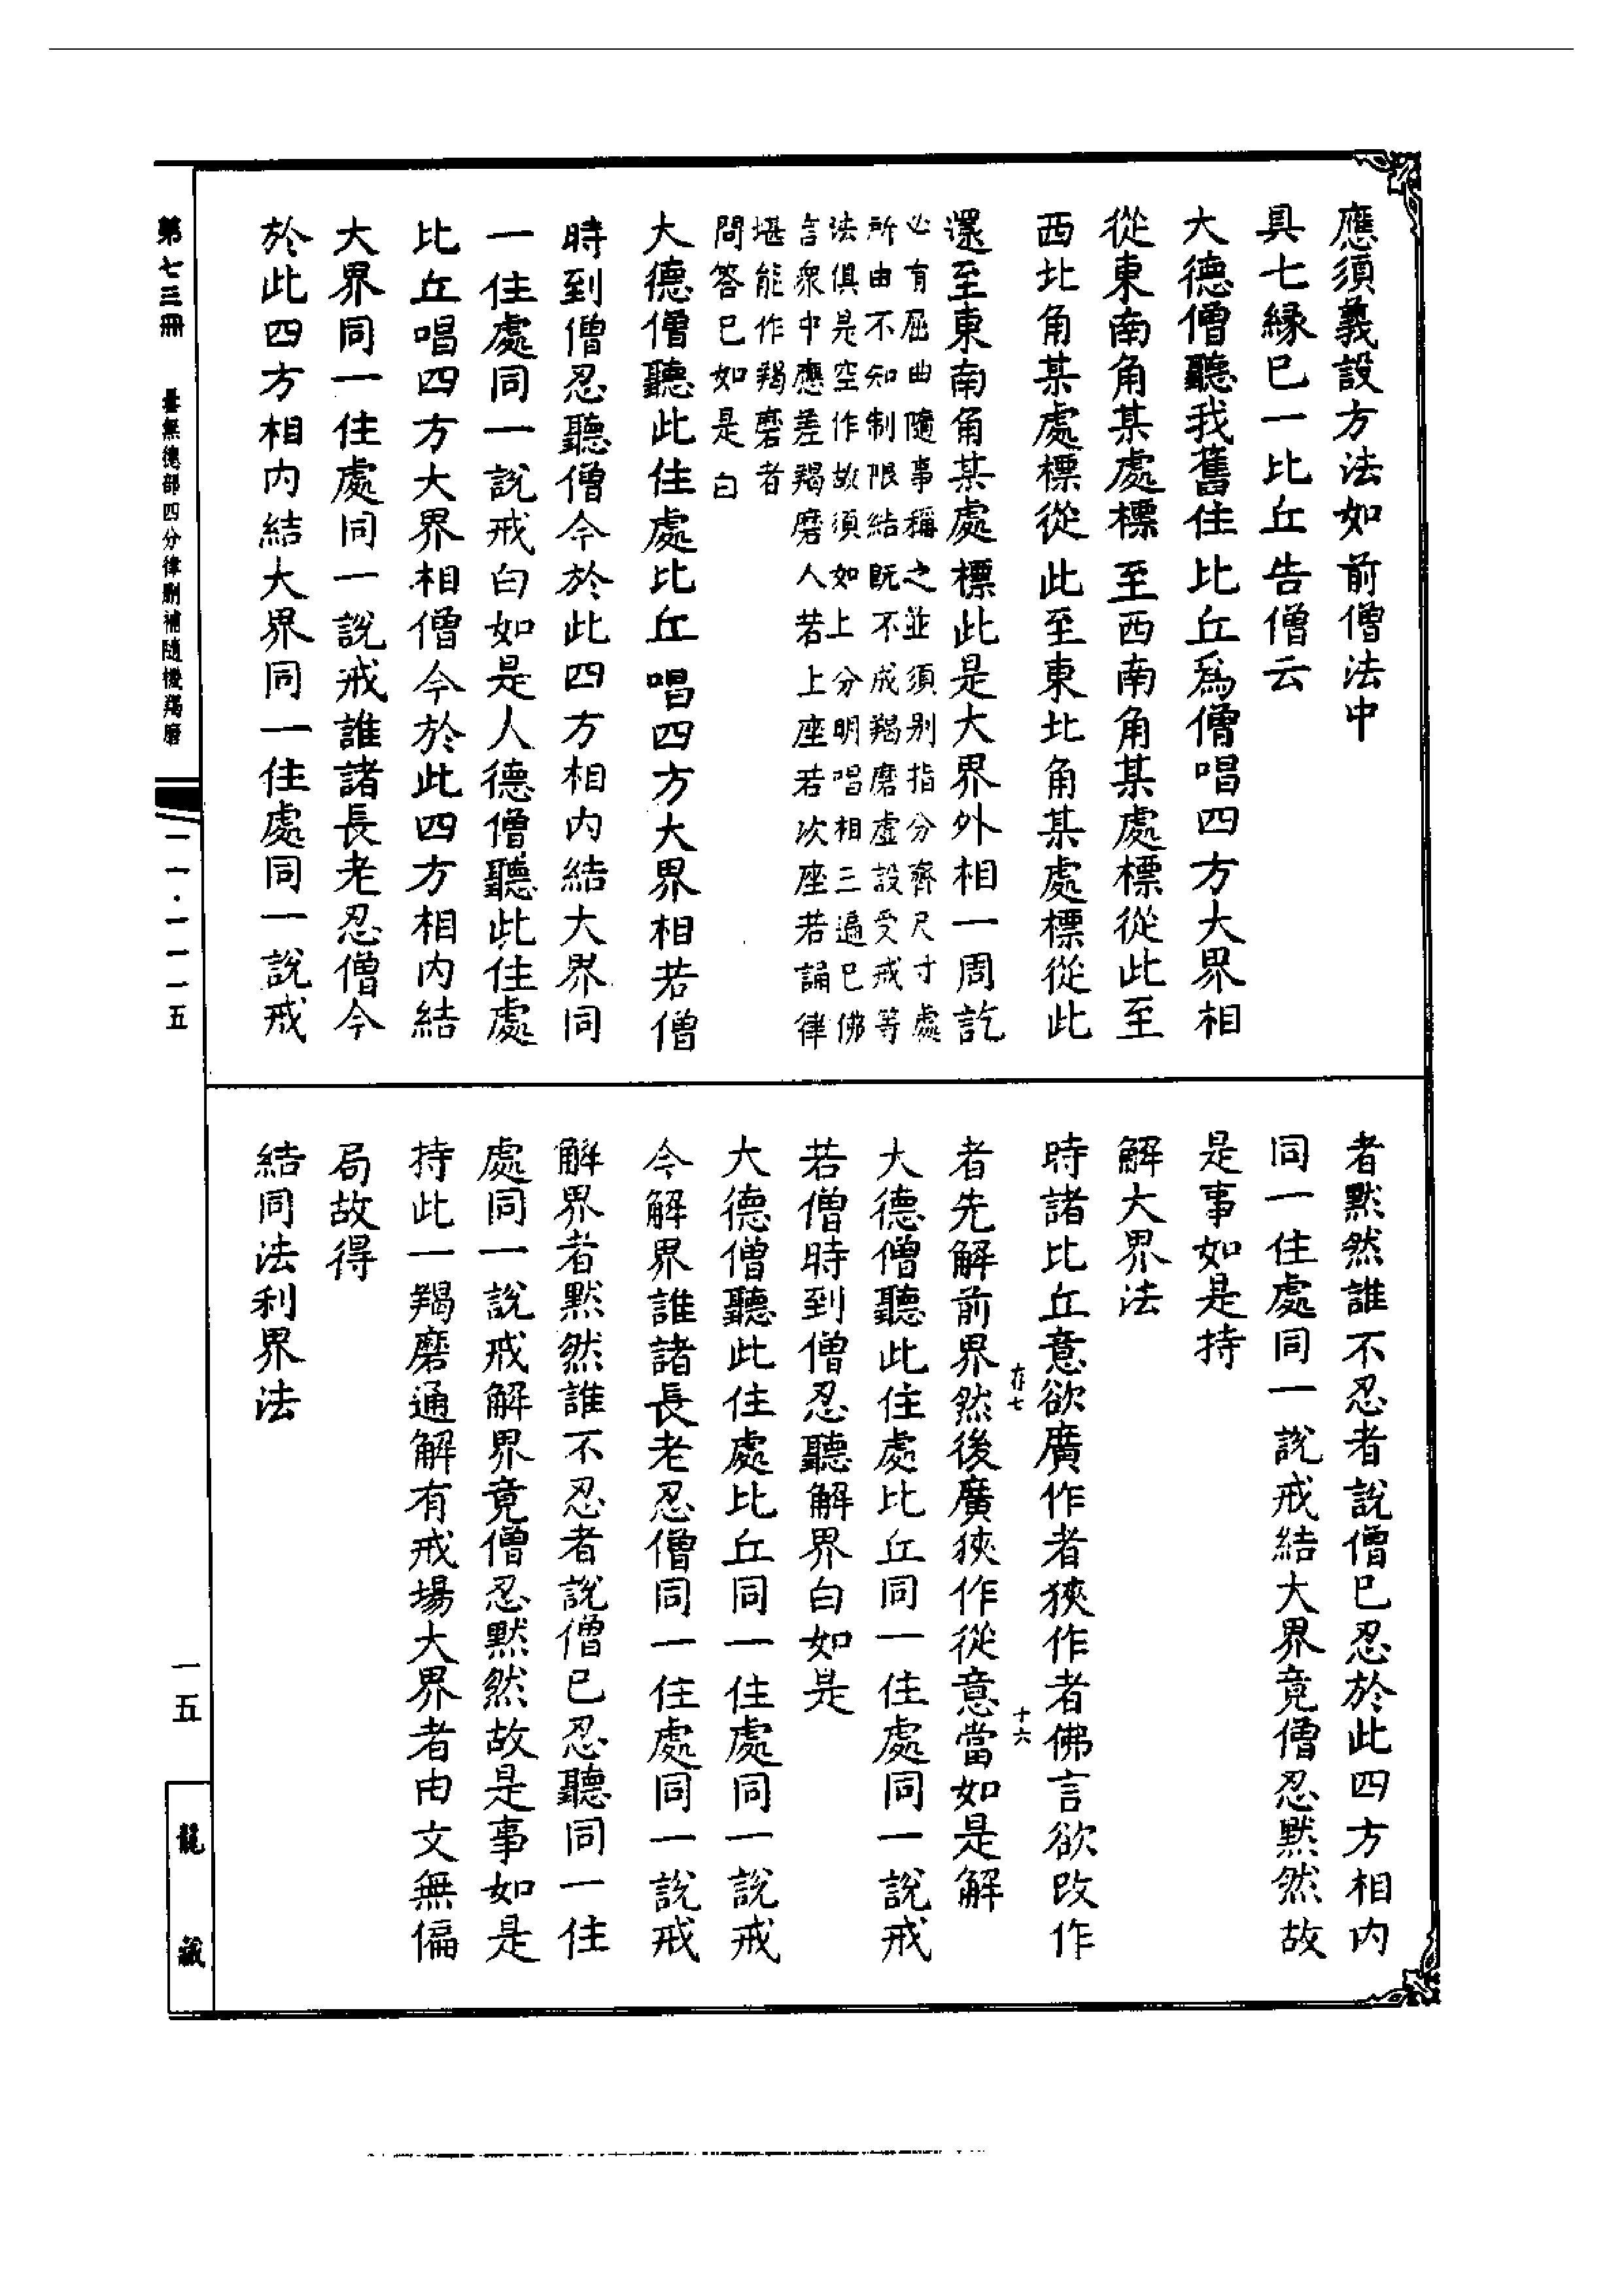 應須義設方法如前僧法中
具七緣已一比丘告僧云
大德僧聽我舊住比丘為僧唱四方大界相
從東南角某處標至西南角某處標從此至
西北角某處標從此至東北角某處標從此
還至東南角某處標此是大界外相一周訖
必有屈曲隨事稱之並須別指分齊尺寸處
所由不知制限結既不成羯磨虛設受戒等
法俱是空作故須如上分明唱相三遍已佛
言眾中應差羯磨人若上座若次座若誦律
堪能作羯磨者
問答已如是白
大德僧聽此住處比丘唱四方大界相若僧
時到僧忍聽僧今於此四方相內結大界同
一住處同一說戒白如是人德僧聽此住處
比丘唱四方大界相僧今於此四方相內結
大界同一住處同一說戒誰諸長老忍僧今
於此四方相內結大界同一住處同一說戒
者默然誰不忍者說僧已忍於此四方相內
同一住處同一說戒結大界竟僧忍默然故
是事如是持
解大界法
時諸比丘意欲廣作者狹作者佛言欲改作
存七 十六
者先解前界然後廣狹作從意當如是解
大德僧聽此住處比丘同一住處同一說戒
若僧時到僧忍聽解界白如是
大德僧聽此住處比丘同一住處同一說戒
今解界誰諸長老忍僧同一住處同一說戒
解界者默然誰不忍者說僧已忍聽同一住
處同一說戒解界竟僧忍默然故是事如是
持此一羯磨通解有戒場大界者由文無偏
局故得
結同法利界法
第七三冊 曇無德部四分律刪補隨機羯磨
一一·一一一五
一五
龍藏